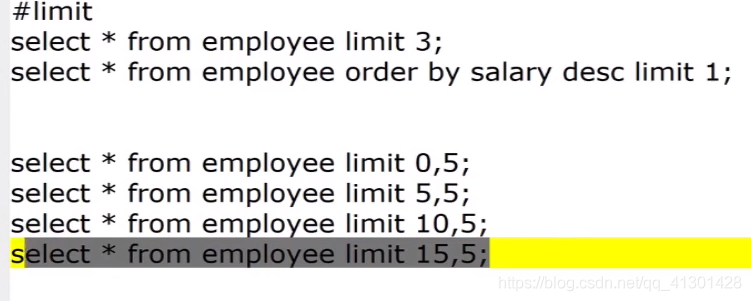 #limit
select * from employee limit 3;
select * from employee order by salary desc limit 1;
select * from employee limit 0,5;
select * from employee limit 5,5;
select * from employee limit 10,5;
select * from employee limit 15,5;
https://blog.csdn.net/qq_41301428